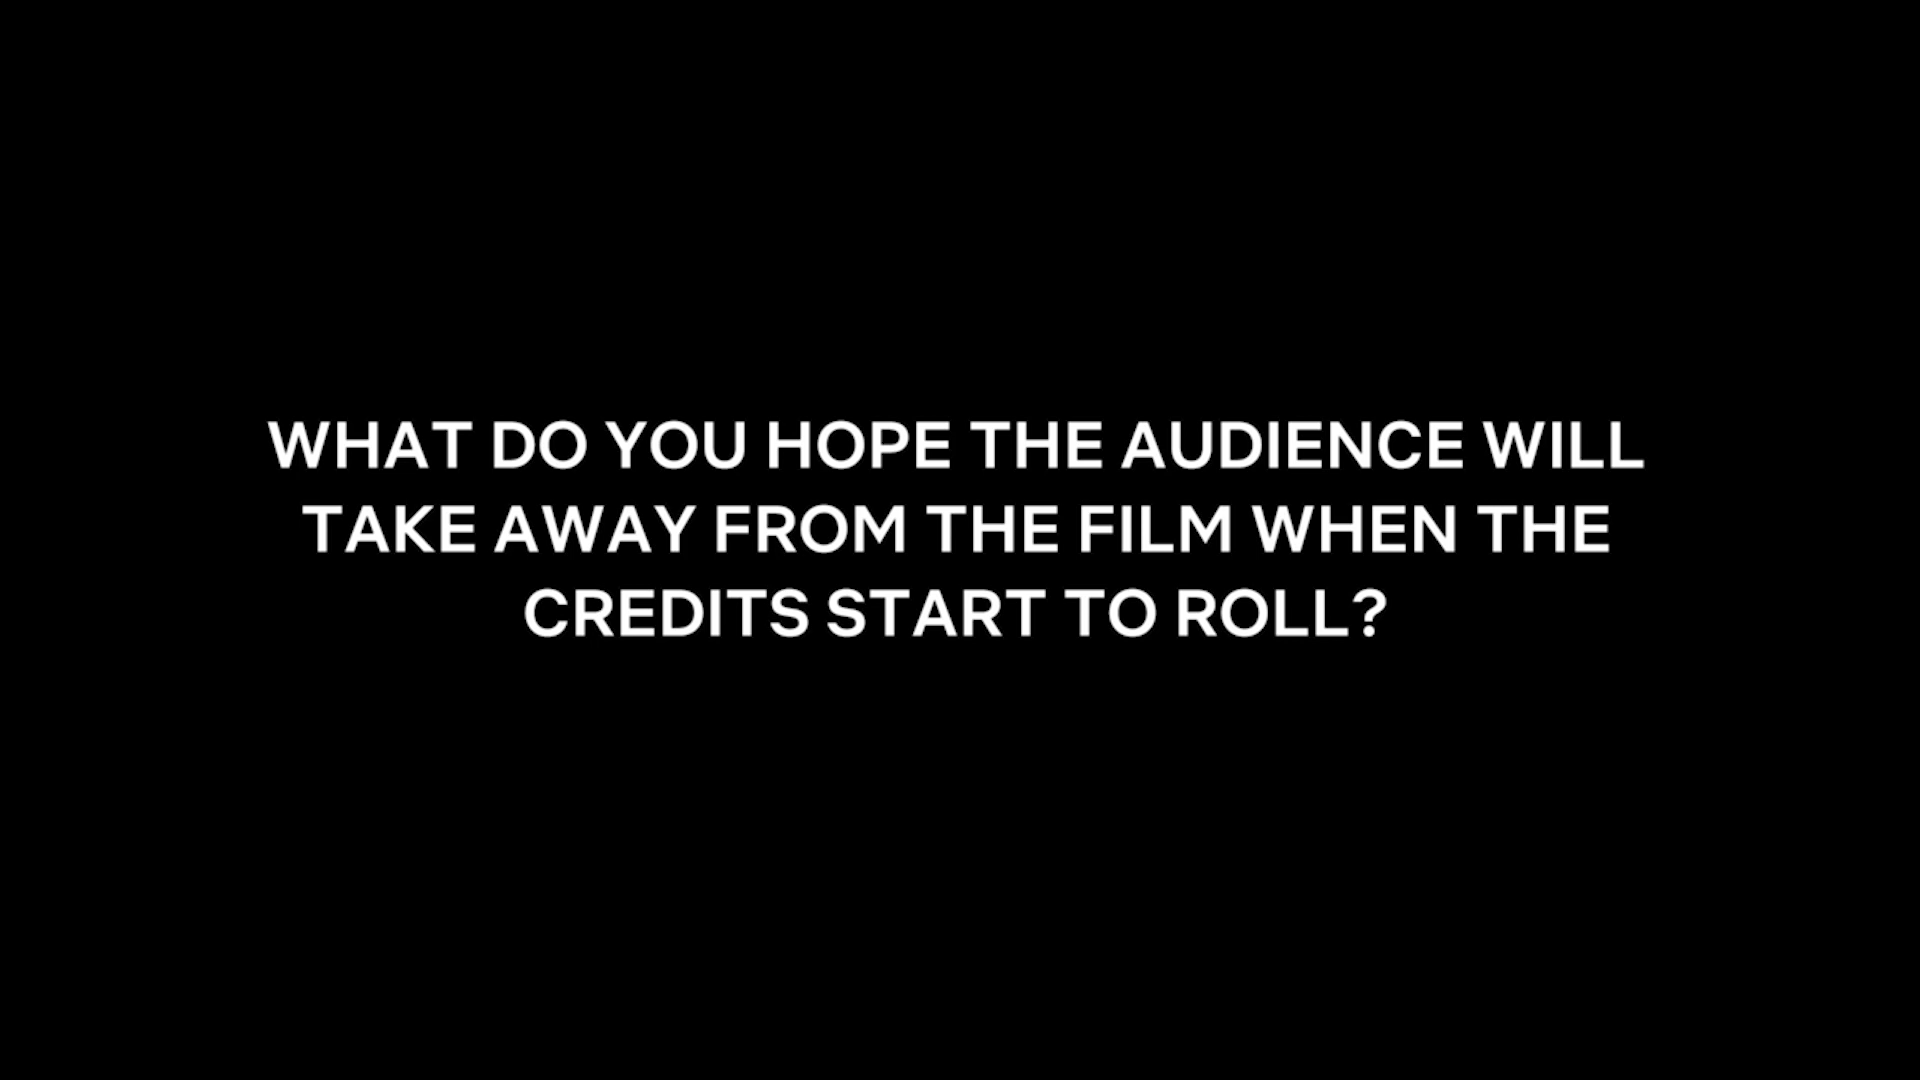 WHAT DO YOU HOPE THE AUDIENCE WILL
TAKE AWAY FROM THE FILM WHEN THE
CREDITS START TO ROLL?